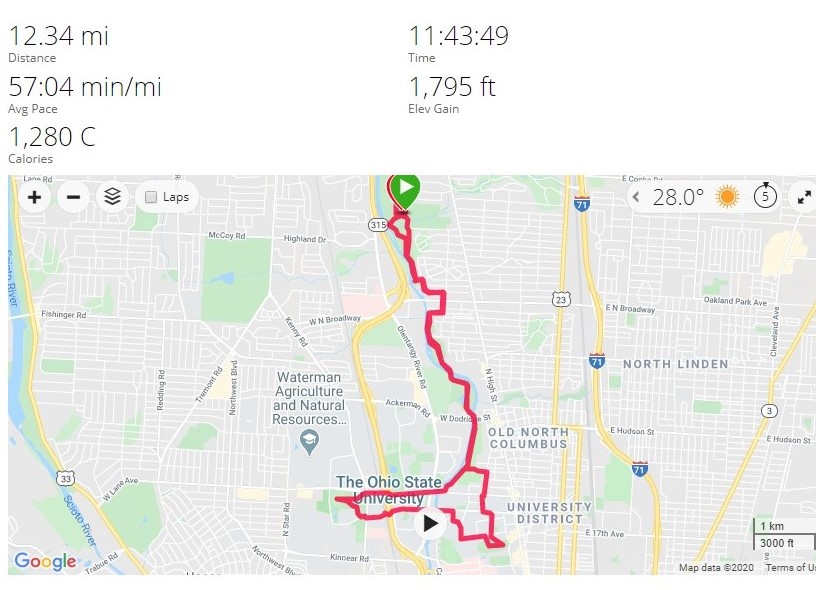 12.34 mi
Distance
11:43:49
Time
57:04 min/mi
Avg Pace
1,795 ft
Elev Gain
1,280 C
Calories
Lane Rd
E Cooke Rd
Laps
28.0°
5
71
315
McCoy Rd
Highland Dr
Scioto River
23
Oakland Park Ave
E N Broadway
Fishinger Rd
W N Broadway
Kenny Rd
Olentangy River Rd
Cleveland Ave
71
NORTH LINDEN
Tremont Rd
Redding Rd
Northwest Blvd
N High St
Waterman
Agriculture
and Natural
Resources...
Ackerman Rd
W Dodridge St
3
OLD NORTH
COLUMBUS
E Hudson St
E Hudson St
71
33
W Lane Ave
The Ohio State
University
Scioto River
N Star Rd
UNIVERSITY
DISTRICT
E 17th Ave
1 km
3000 ft
Kinnear Rd
Northwest Blvd
Trabue Rd
Google
Map data ©2020
Terms of Us